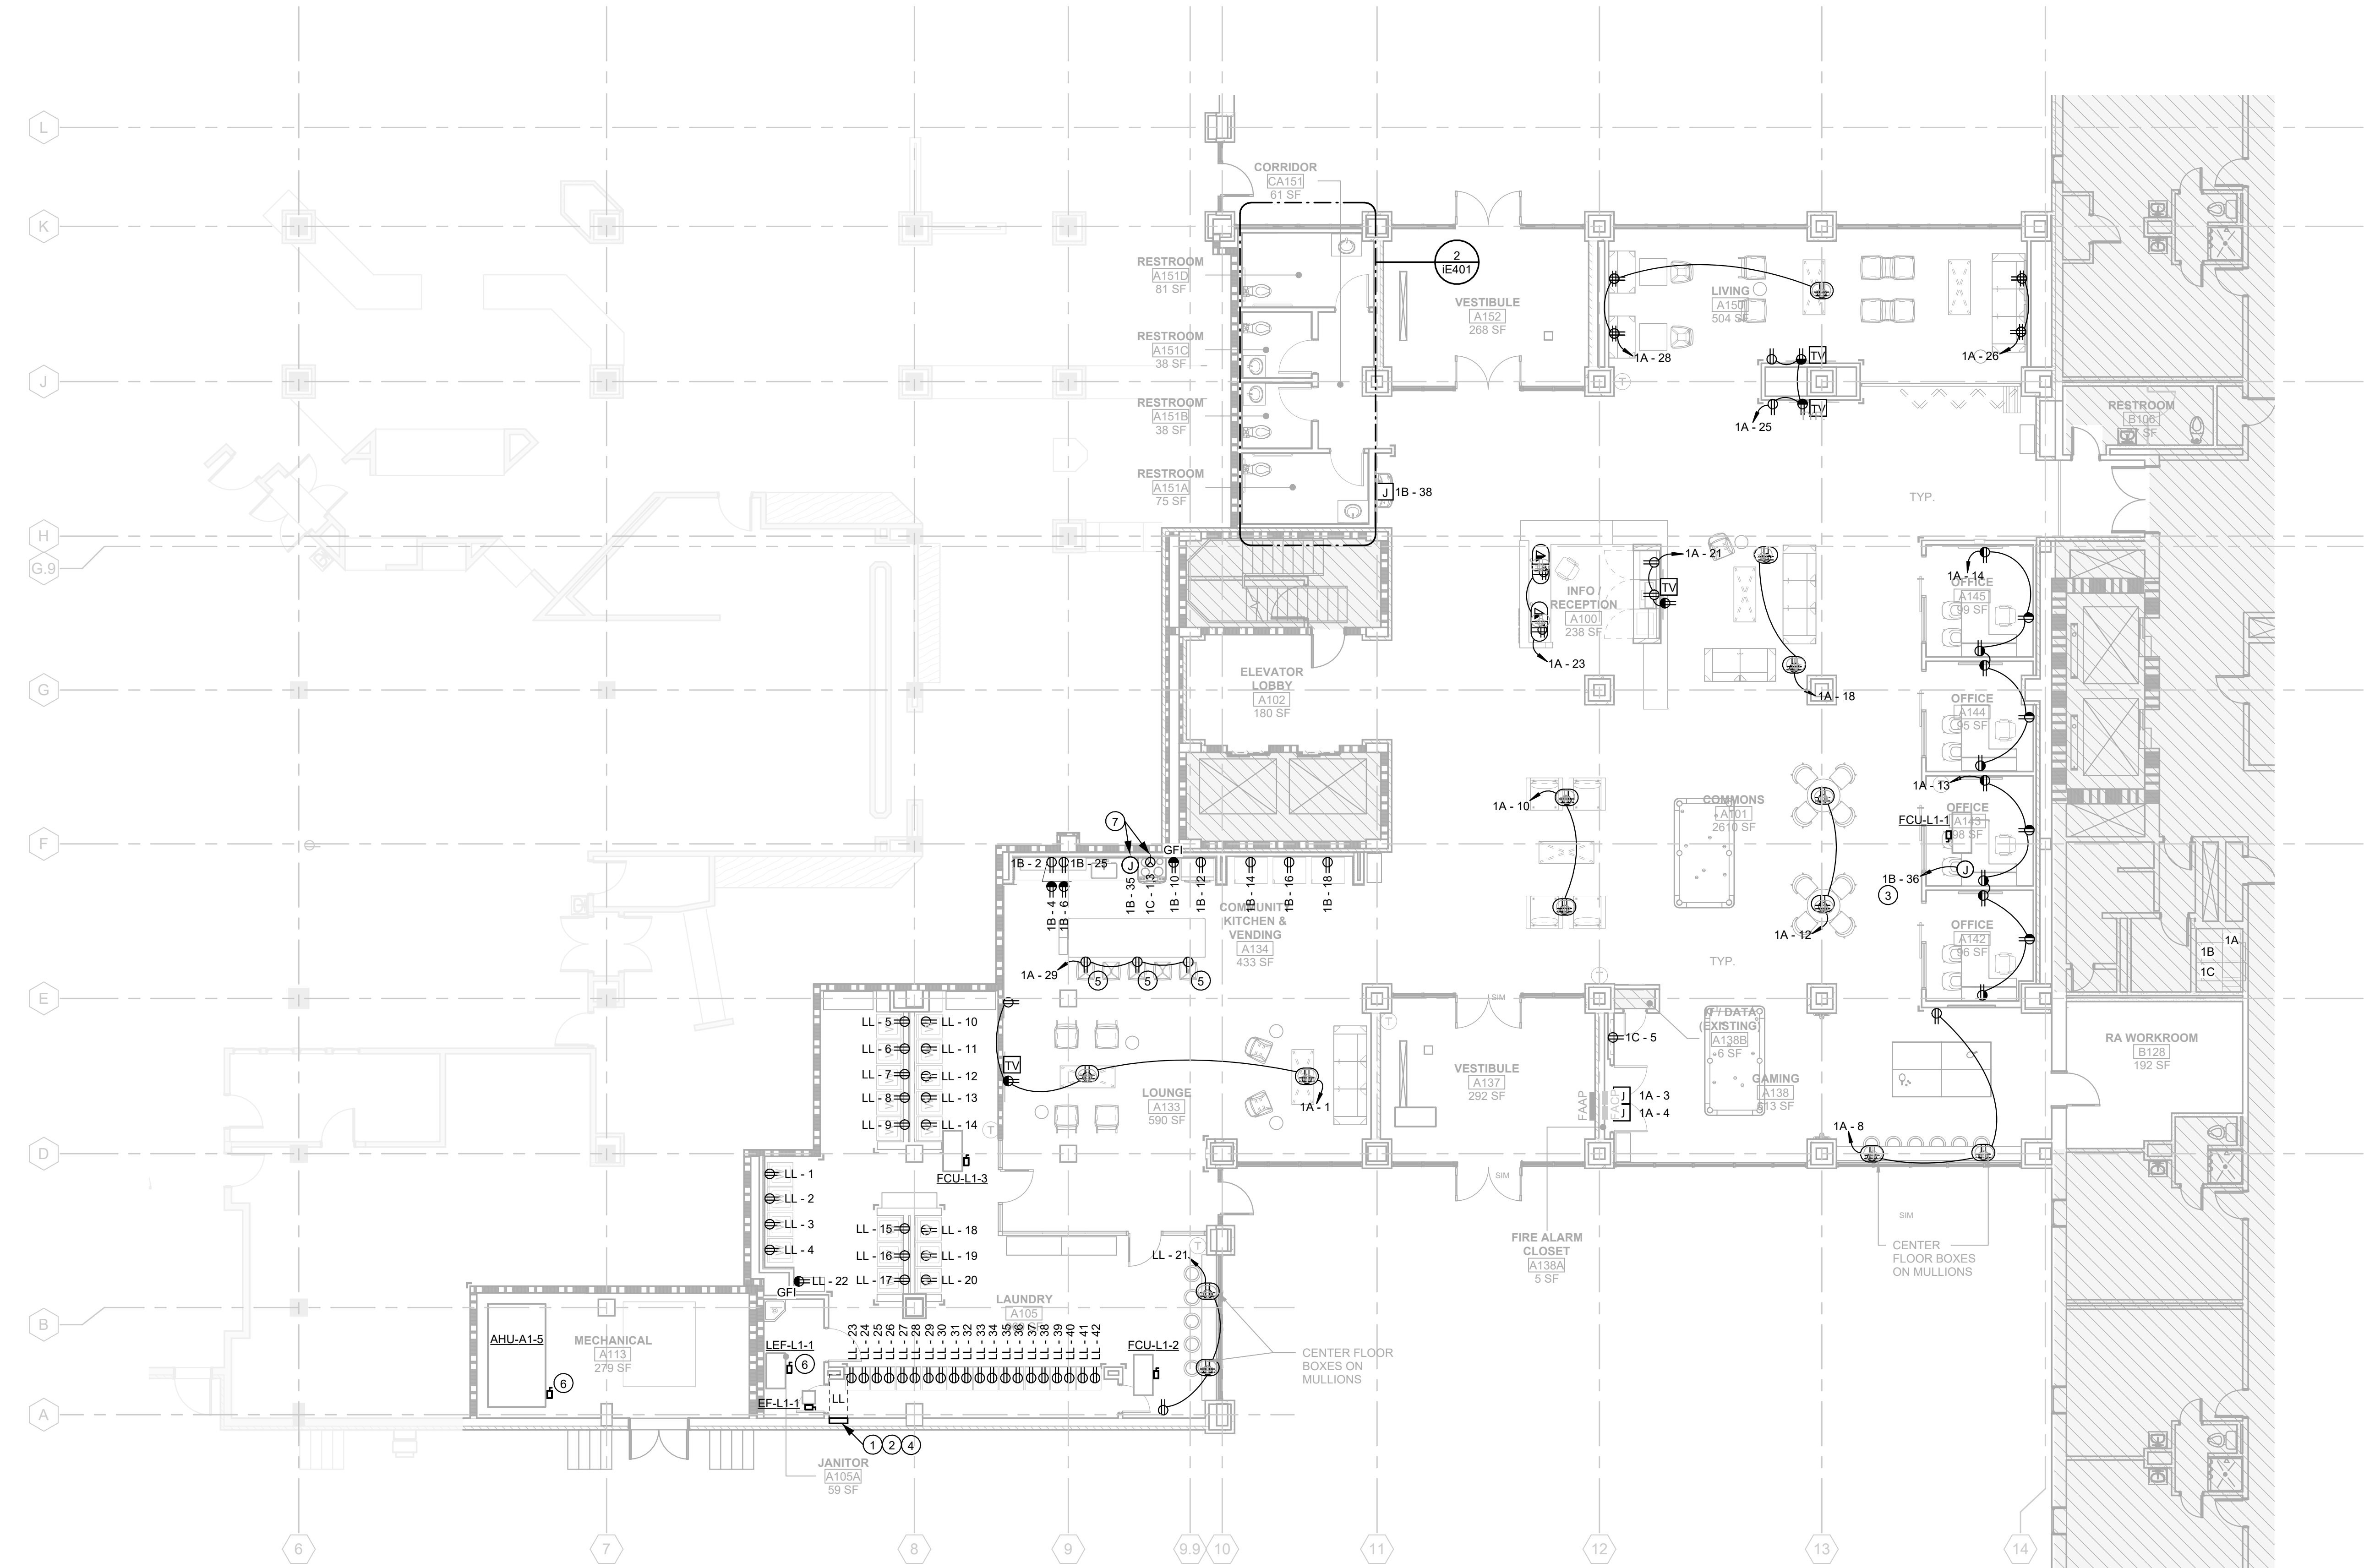 L
CORRIDOR
CA151
61 SF
K
2
iE401
RESTROOM
A151D
81 SF
VESTIBULE
A152
268 SF
LIVING
A150
504 SF
RESTROOM
A151C
38 SF
1A - 28
TV
1A - 26
J
T
RESTROOM
A151B
38 SF
TV
1A - 25
RESTROOM
B106
SF
RESTROOM
A151A
75 SF
J
1B - 38
TYP.
H
G.9
1A - 21
TV
INFO /
RECEPTION
A100
238 SF
1A - 14
OFFICE
A145
99 SF
1A - 23
ELEVATOR
LOBBY
A102
180 SF
G
1A - 18
OFFICE
A144
95 SF
1A - 10
COMMONS
A101
2610 SF
1A - 13
OFFICE
A143
98 SF
FCU-L1-1
7
F
GFI
1B - 2
1B - 25
J
1B - 4
1B - 6
1B - 35
1C - 1,3
1B - 10
1B - 12
1B - 14
1B - 16
1B - 18
J
1B - 36
3
COMMUNITY
KITCHEN &
VENDING
A134
433 SF
1A - 12
OFFICE
A142
96 SF
1A
1B
1C
TYP.
1A - 29
5
5
5
T
E
SIM
LL - 5
LL - 10
LL - 6
LL - 11
LL - 7
LL - 12
LL - 8
LL - 13
LL - 9
LL - 14
TV
T
IT / DATA
(EXISTING)
A138B
6 SF
1C - 5
RA WORKROOM
B128
192 SF
LOUNGE
A133
590 SF
1A - 1
VESTIBULE
A137
292 SF
GAMING
A138
613 SF
FAAP
FACP
J
1A - 3
J
1A - 4
T
1A - 8
D
SIM
LL - 1
LL - 2
LL - 3
LL - 4
FCU-L1-3
LL - 15
LL - 18
LL - 16
LL - 19
LL - 17
LL - 20
LL - 22
GFI
T
LL - 21
SIM
FIRE ALARM
CLOSET
A138A
5 SF
CENTER
FLOOR BOXES
ON MULLIONS
LAUNDRY
A105
B
AHU-A1-5
MECHANICAL
A113
279 SF
6
LEF-L1-1
6
EF-L1-1
LL - 23
LL - 24
LL - 25
LL - 26
LL - 27
LL - 28
LL - 29
LL - 30
LL - 31
LL - 32
LL - 33
LL - 34
LL - 35
LL - 36
LL - 37
LL - 38
LL - 39
LL - 40
LL - 41
LL - 42
FCU-L1-2
CENTER FLOOR
BOXES ON
MULLIONS
LL
A
1
2
4
JANITOR
A105A
59 SF
6
7
8
9
9.9
10
11
12
13
14